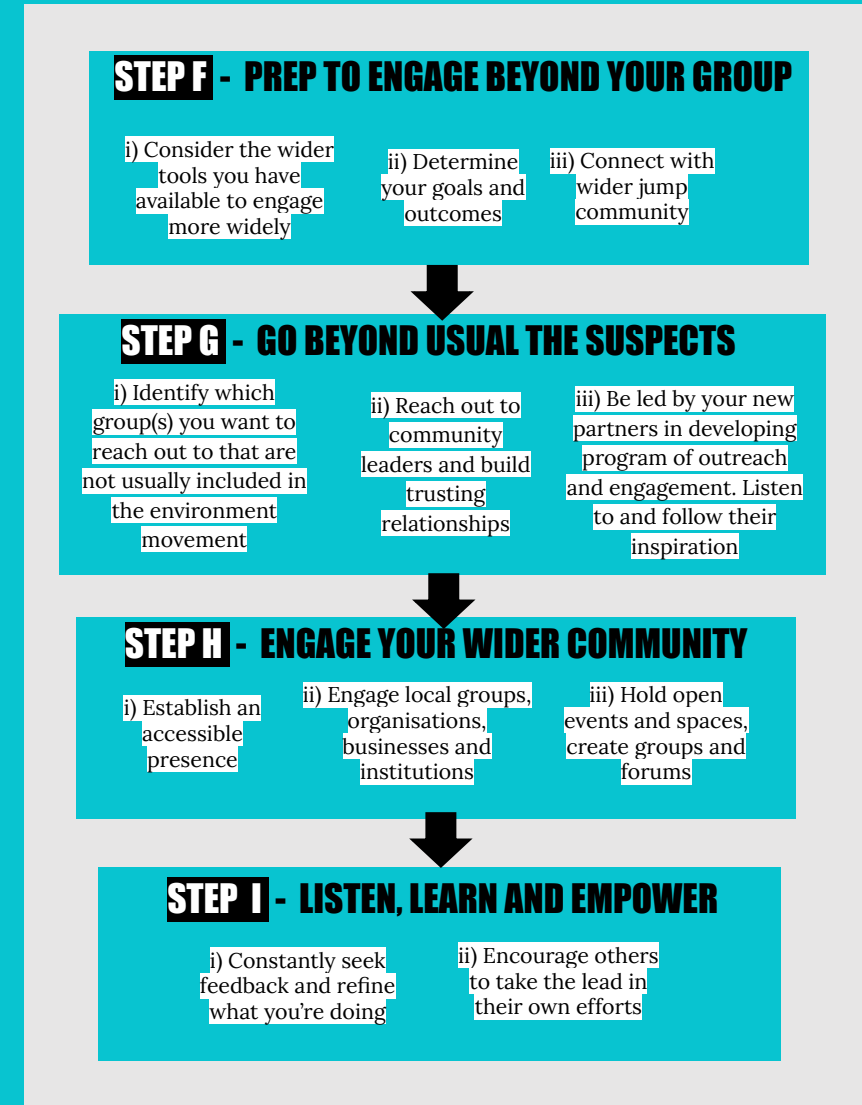 STEP F - PREP TO ENGAGE BEYOND YOUR GROUP
i) Consider the wider
tools you have
available to engage
more widely
ii) Determine
your goals and
outcomes
iii) Connect with
wider jump
community
STEP G - GO BEYOND USUAL THE SUSPECTS
i) Identify which
group(s) you want to
reach out to that are
not usually included in
the environment
movement
ii) Reach out to
community
leaders and build
trusting
relationships
iii) Be led by your new
partners in developing
program of outreach
and engagement. Listen
to and follow their
inspiration
STEP H - ENGAGE YOUR WIDER COMMUNITY
i) Establish an
accessible
presence
ii) Engage local groups,
organisations,
businesses and
institutions
iii) Hold open
events and spaces,
create groups and
forums
STEP I - LISTEN, LEARN AND EMPOWER
i) Constantly seek
feedback and refine
what you’re doing
ii) Encourage others
to take the lead in
their own efforts